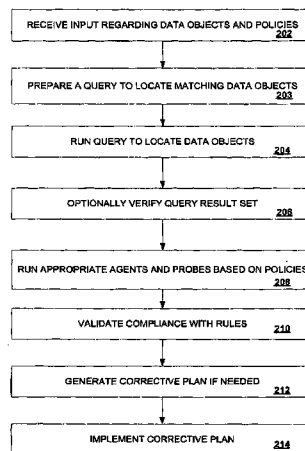 RECEIVE INPUT REGARDING DATA OBJECTS AND POLICIES
202
PREPARE A QUERY TO LOCATE MATCHING DATA OBJECTS
203
RUN QUERY TO LOCATE DATA OBJECTS
204
OPTIONALLY VERIFY QUERY RESULT SET
206
RUN APPROPRIATE AGENTS AND PROBES BASED ON POLICIES
208
VALIDATE COMPLIANCE WITH RULES
210
GENERATE CORRECTIVE PLAN IF NEEDED
212
IMPLEMENT CORRECTIVE PLAN
214